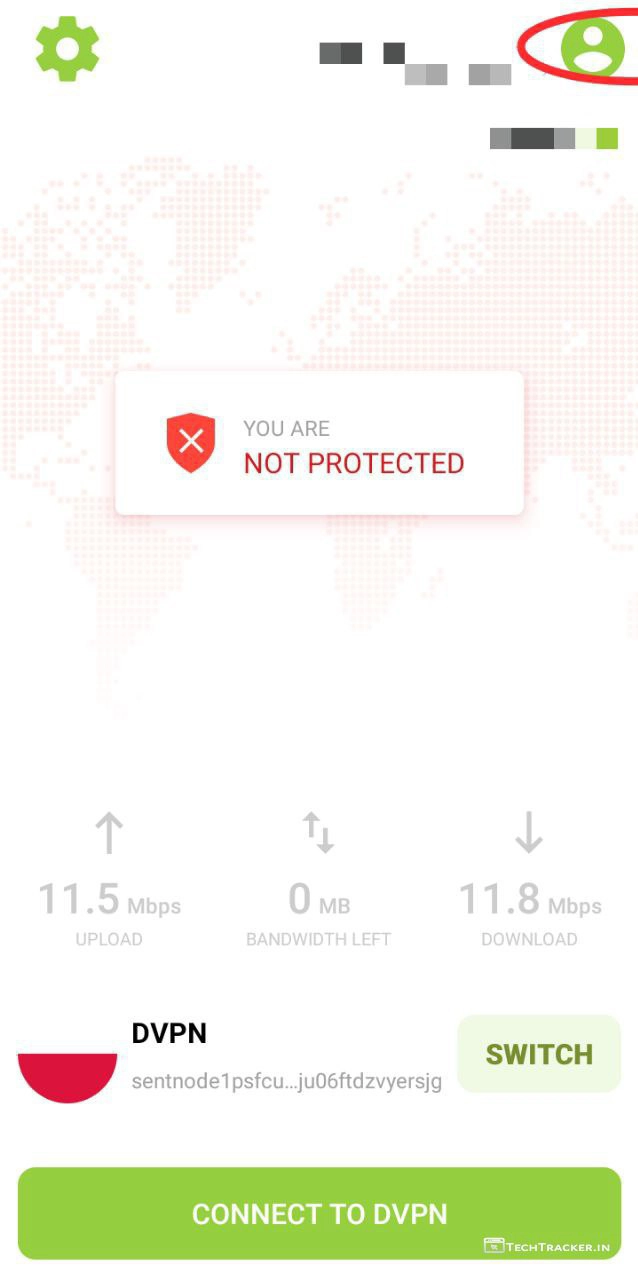 YOU ARE
NOT PROTECTED
11.5 Mbps
UPLOAD
0 MB
BANDWIDTH LEFT
11.8 Mbps
DOWNLOAD
DVPN
sentnode1psfcu...ju06ftdzvyersjg
SWITCH
CONNECT TO DVPN
TECHTRACKER.IN